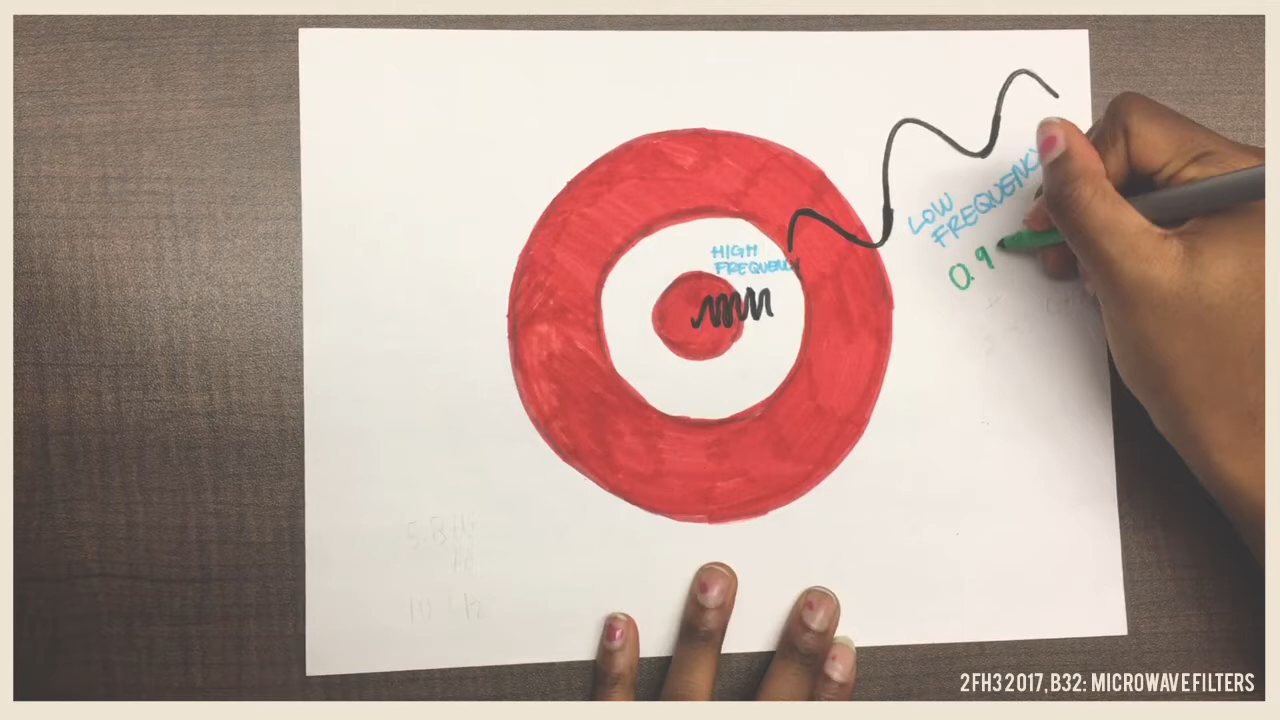 HIGH
FREQUENCY
LOW
FREQUENCY
0.9
2FH3 2017, B32: MICROWAVE FILTERS